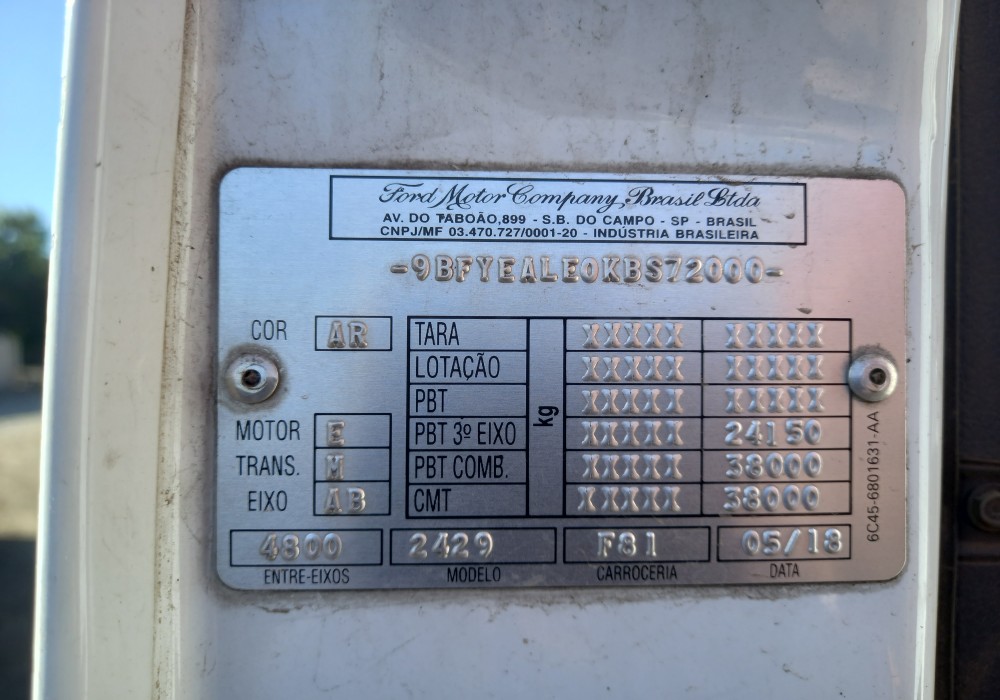 Ford Motor Company Brasil Ltda
AV. DO TABOÃO,899 - S.B. DO CAMPO - SP - BRASIL
CNPJ/MF 03.470.727/0001-20 - INDÚSTRIA BRASILEIRA
-9BFYEALE0KBS72000-
COR AR TARA XXXXX XXXXX
LOTAÇÃO XXXXX XXXXX
PBT XXXXX XXXXX
kg
MOTOR E PBT 3º EIXO XXXXX 24150
TRANS. M PBT COMB. XXXXX 38000
EIXO AB CMT XXXXX 38000
6C45-6801631-AA
4800 2429 F81 05/18
ENTRE-EIXOS MODELO CARROCERIA DATA